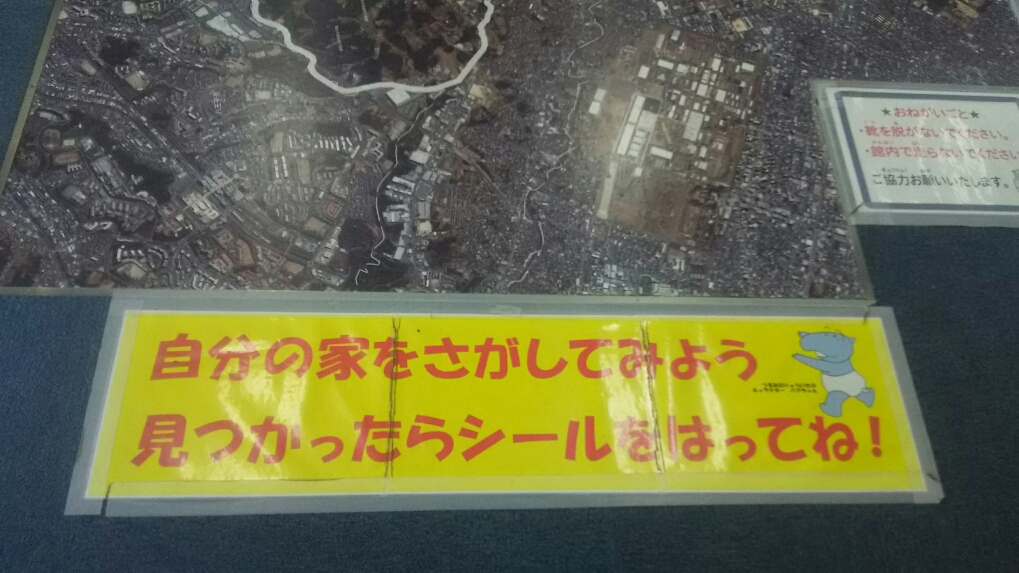 ★おねがいごと★
・靴を脱がないでください。
・館内で走らないでください
ご協力お願いいたします。
自分の家をさがしてみよう
見つかったらシールをはってね！